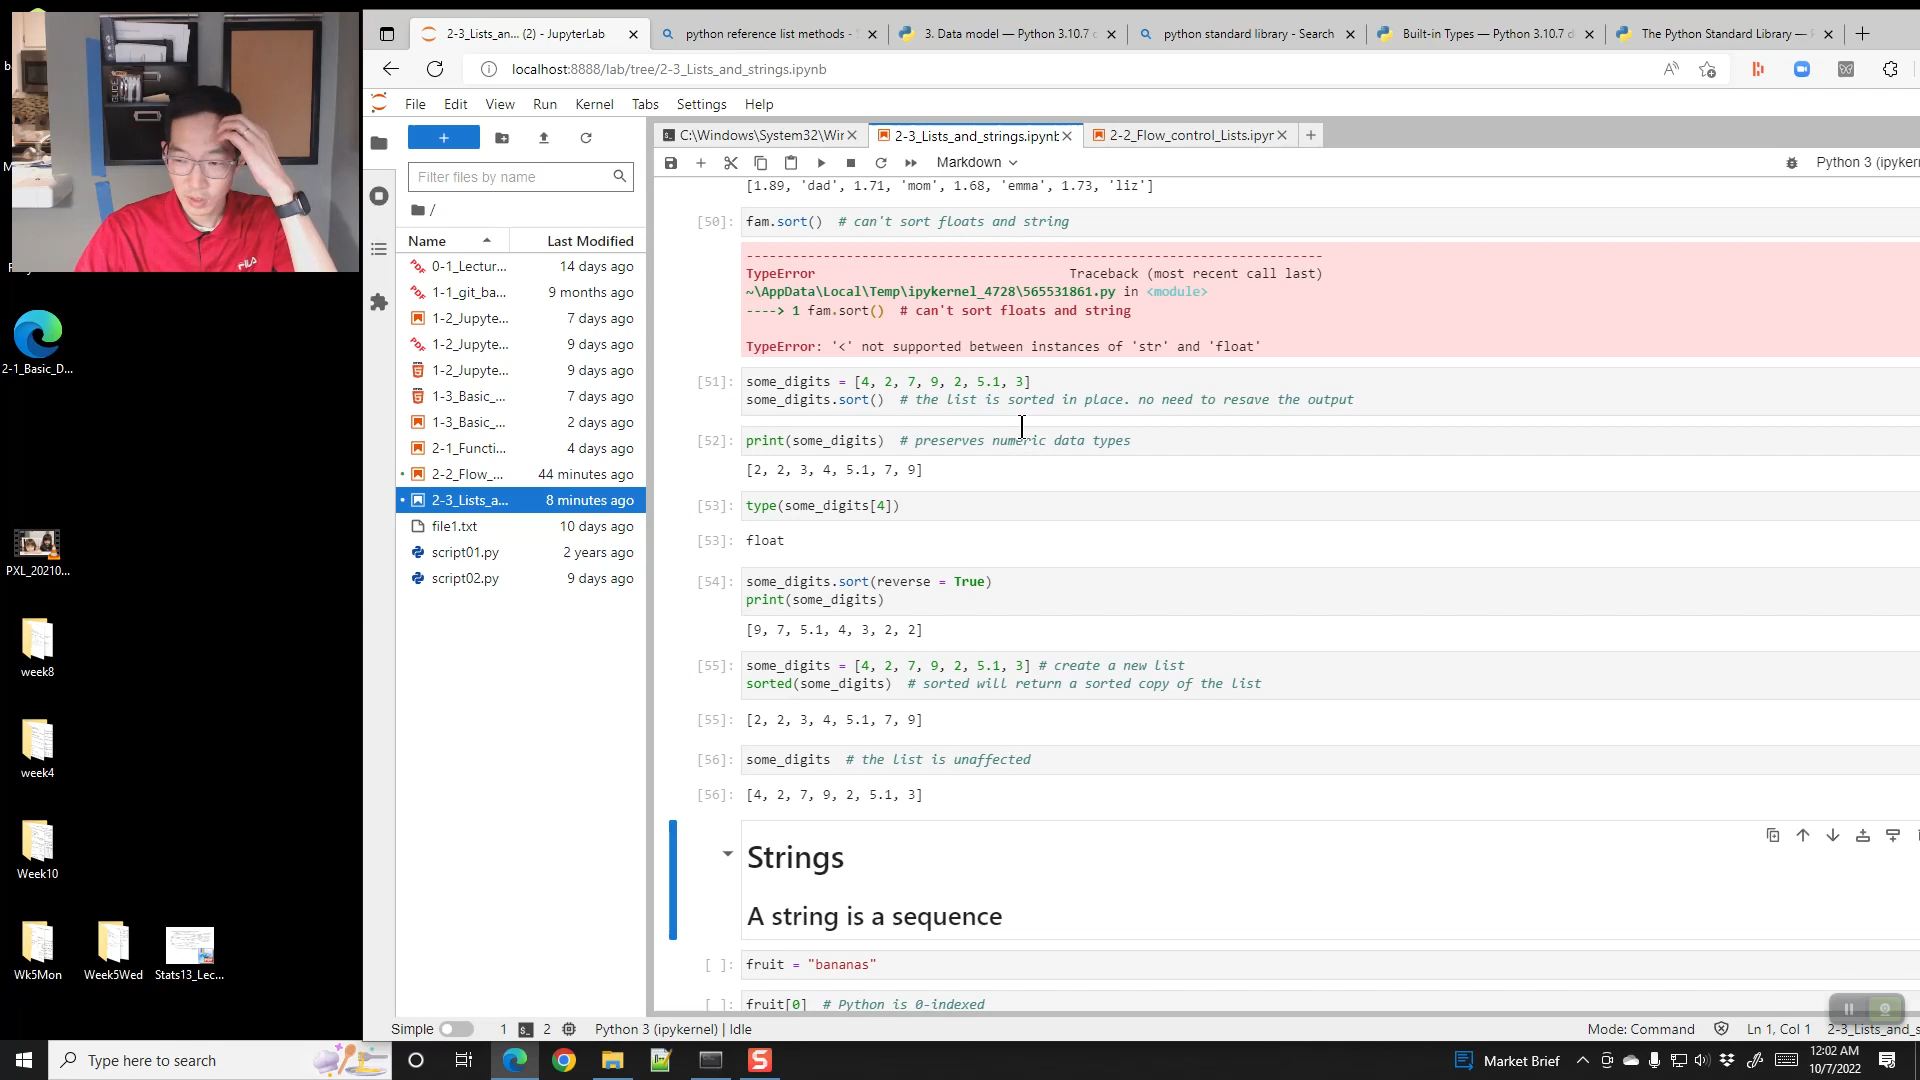 2-3_Lists_an... (2) - JupyterLab
python reference list methods -
3. Data model — Python 3.10.7
python standard library - Search
Built-in Types — Python 3.10.7 d
The Python Standard Library —
localhost:8888/lab/tree/2-3_Lists_and_strings.ipynb
File Edit View Run Kernel Tabs Settings Help
C:\Windows\System32\Wir
2-3_Lists_and_strings.ipynb
2-2_Flow_control_Lists.ipyn
Markdown
Python 3 (ipykern
Filter files by name
/
Name Last Modified
0-1_Lectur... 14 days ago
1-1_git_ba... 9 months ago
1-2_Jupyte... 7 days ago
1-2_Jupyte... 9 days ago
1-2_Jupyte... 9 days ago
1-3_Basic_... 7 days ago
1-3_Basic_... 2 days ago
2-1_Functi... 4 days ago
2-2_Flow_... 44 minutes ago
2-3_Lists_a... 8 minutes ago
file1.txt 10 days ago
script01.py 2 years ago
script02.py 9 days ago
[1.89, 'dad', 1.71, 'mom', 1.68, 'emma', 1.73, 'liz']
[50]: fam.sort()  # can't sort floats and string
---------------------------------------------------------------------------
TypeError                                 Traceback (most recent call last)
~\AppData\Local\Temp\ipykernel_4728\565531861.py in <module>
----> 1 fam.sort()  # can't sort floats and string
TypeError: '<' not supported between instances of 'str' and 'float'
[51]: some_digits = [4, 2, 7, 9, 2, 5.1, 3]
some_digits.sort()  # the list is sorted in place. no need to resave the output
[52]: print(some_digits)  # preserves numeric data types
[2, 2, 3, 4, 5.1, 7, 9]
[53]: type(some_digits[4])
[53]: float
[54]: some_digits.sort(reverse = True)
print(some_digits)
[9, 7, 5.1, 4, 3, 2, 2]
[55]: some_digits = [4, 2, 7, 9, 2, 5.1, 3] # create a new list
sorted(some_digits)  # sorted will return a sorted copy of the list
[55]: [2, 2, 3, 4, 5.1, 7, 9]
[56]: some_digits  # the list is unaffected
[56]: [4, 2, 7, 9, 2, 5.1, 3]
Strings
A string is a sequence
[ ]: fruit = "bananas"
[ ]: fruit[0]  # Python is 0-indexed
Simple 1 2 Python 3 (ipykernel) | Idle
Mode: Command Ln 1, Col 1 2-3_Lists_and_s
2-1_Basic_D...
PXL_20210...
week8
week4
Week10
Wk5Mon
Week5Wed
Stats13_Lec...
FILA
Type here to search
Market Brief
12:02 AM
10/7/2022